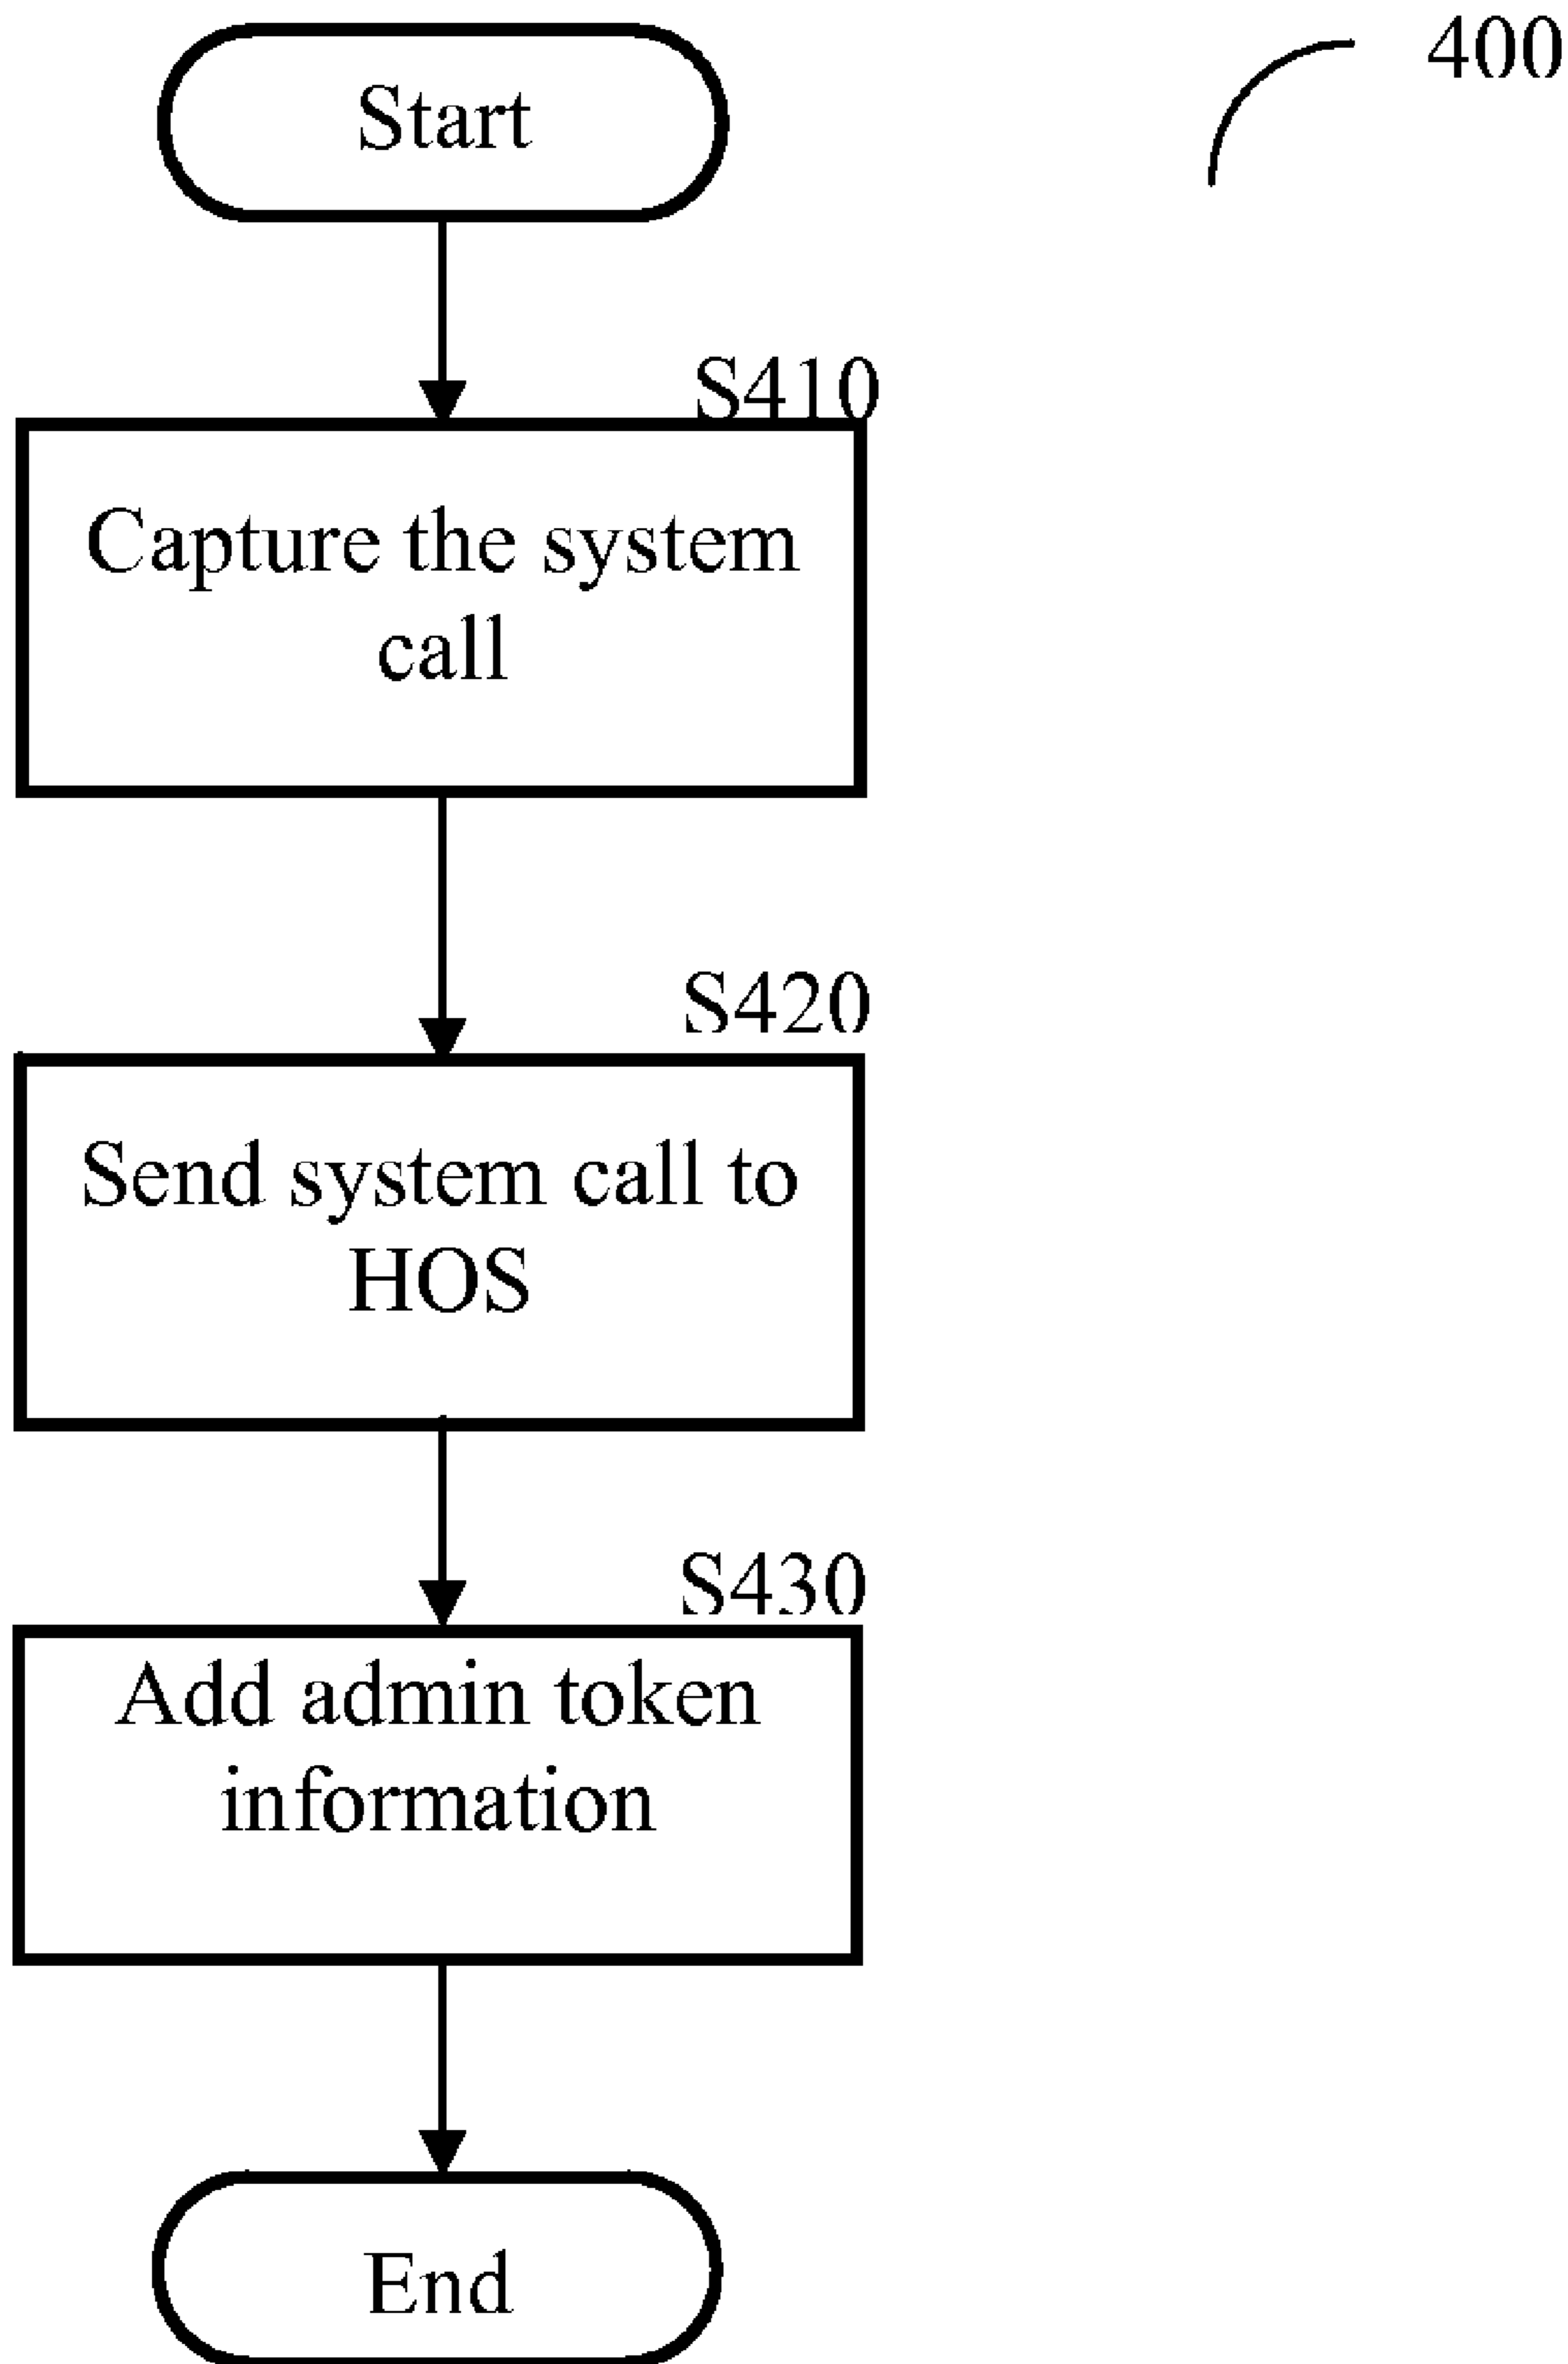 400
Start
S410
Capture the system
call
S420
Send system call to
HOS
S430
Add admin token
information
End